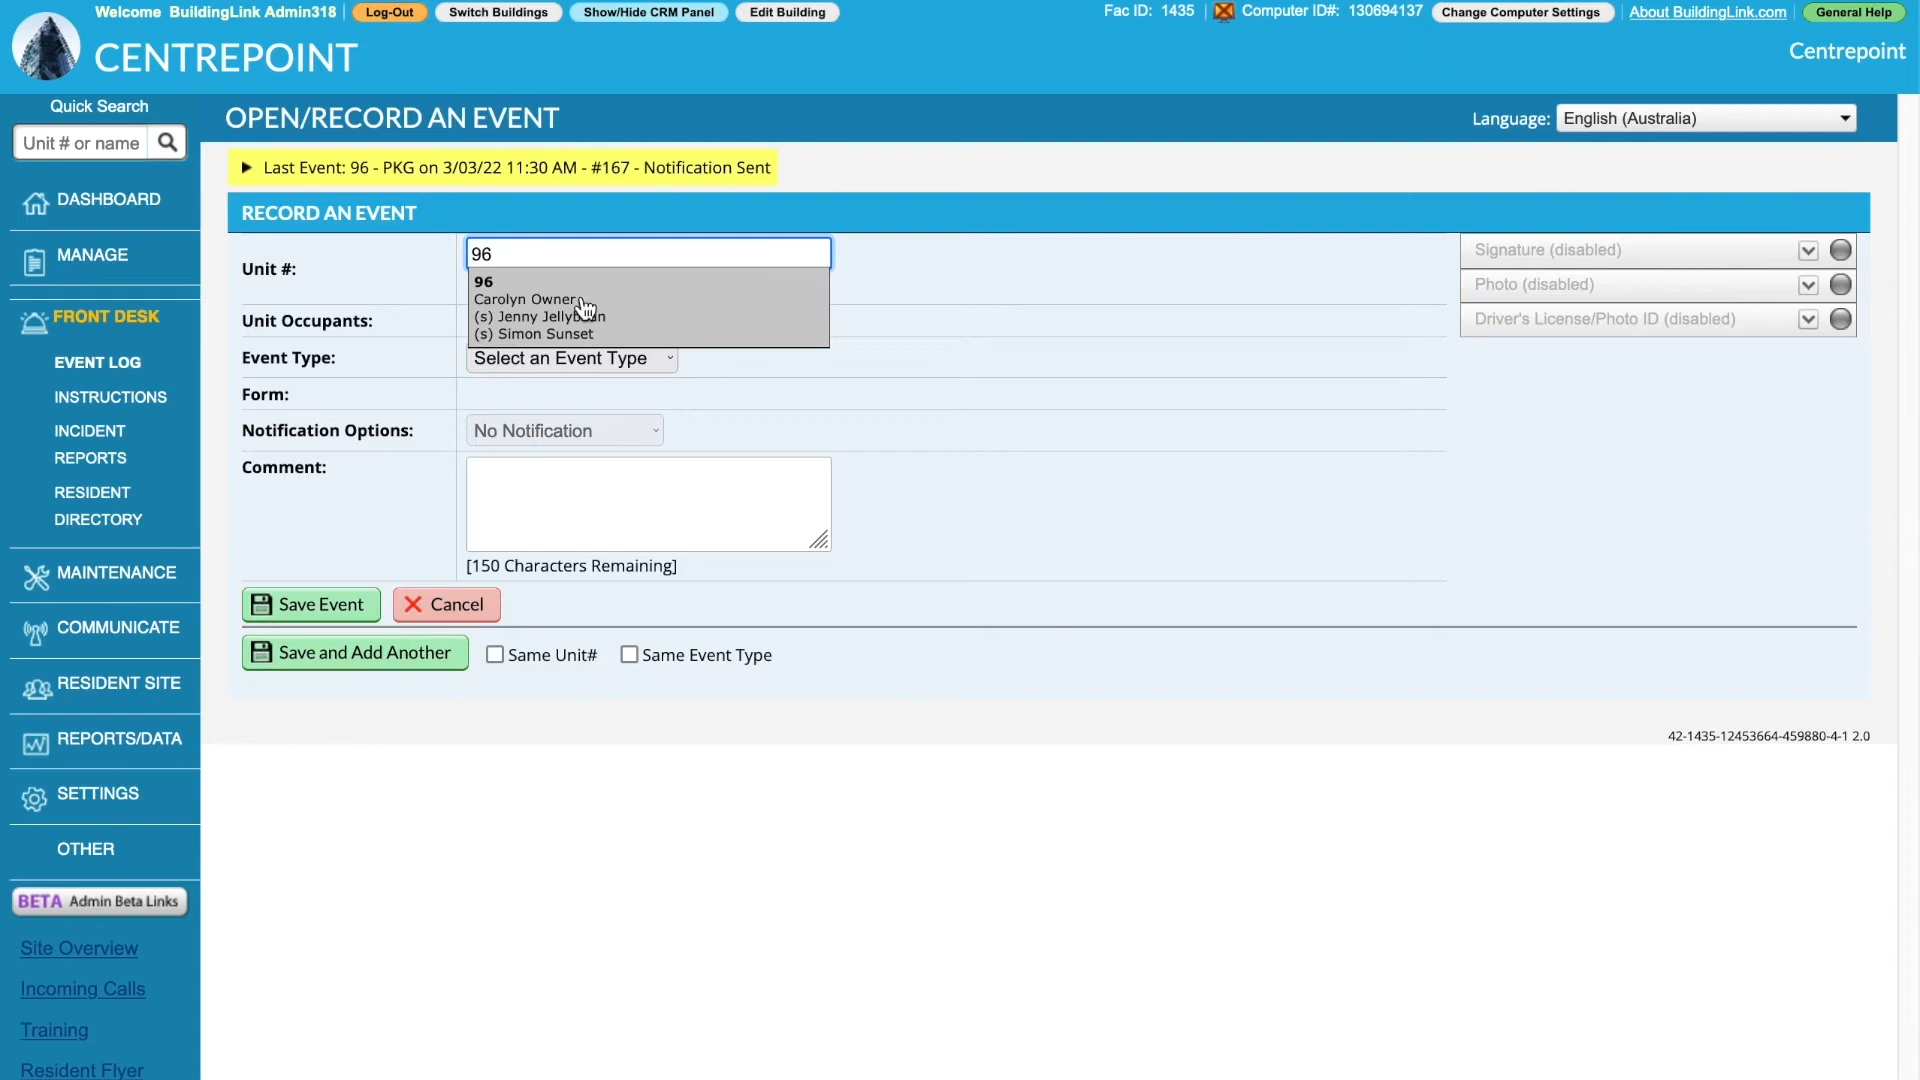 Welcome BuildingLink Admin318 | Log-Out Switch Buildings Show/Hide CRM Panel Edit Building Fac ID: 1435 Computer ID#: 130694137 Change Computer Settings About BuildingLink.com General Help
CENTREPOINT
Centrepoint
Quick Search
Unit # or name
OPEN/RECORD AN EVENT
Language: English (Australia)
Last Event: 96 - PKG on 3/03/22 11:30 AM - #167 - Notification Sent
RECORD AN EVENT
Unit #: 96
96
Carolyn Owner
(s) Jenny
(s) Simon Sunset
Unit Occupants:
Event Type: Select an Event Type
Form:
Notification Options: No Notification
Comment:
[150 Characters Remaining]
Save Event Cancel
Save and Add Another Same Unit# Same Event Type
Signature (disabled)
Photo (disabled)
Driver's License/Photo ID (disabled)
42-1435-12453664-459880-4-1 2.0
DASHBOARD
MANAGE
FRONT DESK
EVENT LOG
INSTRUCTIONS
INCIDENT
REPORTS
RESIDENT
DIRECTORY
MAINTENANCE
COMMUNICATE
RESIDENT SITE
REPORTS/DATA
SETTINGS
OTHER
BETA Admin Beta Links
Site Overview
Incoming Calls
Training
Resident Flyer